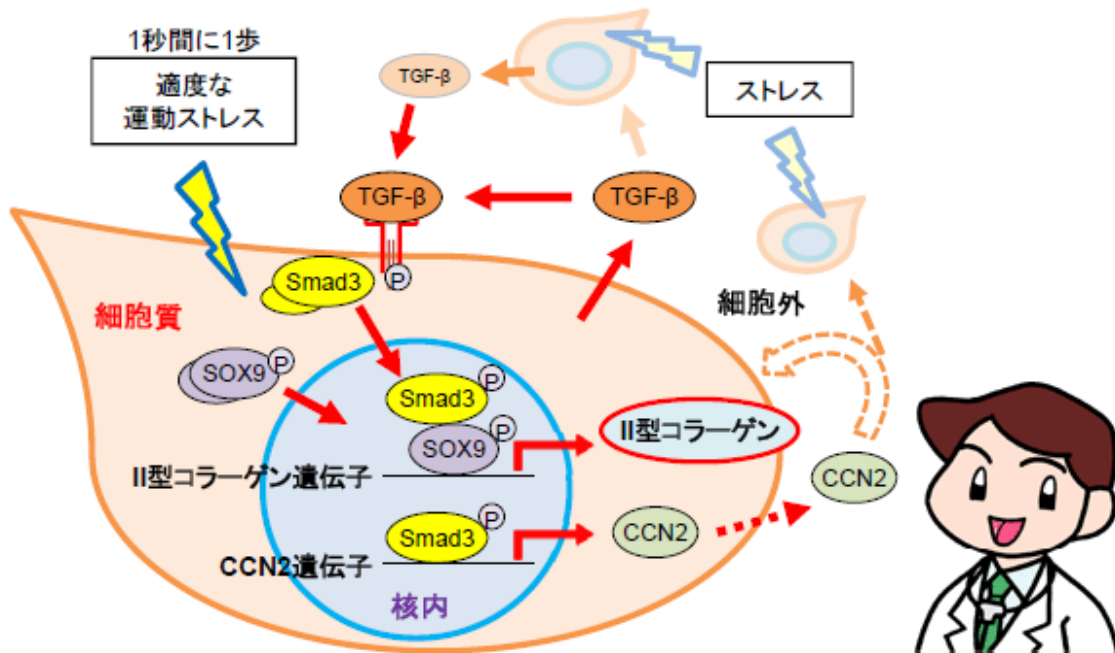 1秒間に1歩
適度な
運動ストレス
TGF-β
ストレス
TGF-β
TGF-β
Smad3
P
細胞質
細胞外
SOX9
P
Smad3
P
SOX9
P
II型コラーゲン
II型コラーゲン遺伝子
CCN2
Smad3
P
CCN2
CCN2遺伝子
核内